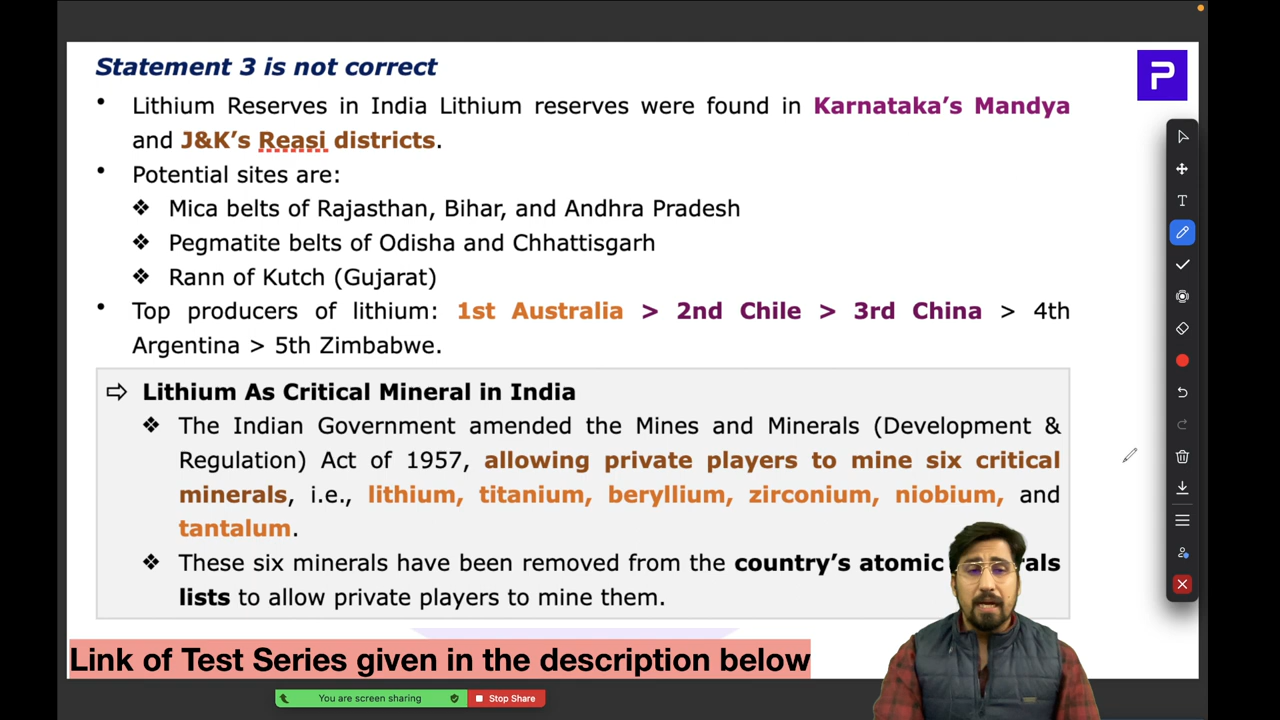 Statement 3 is not correct
• Lithium Reserves in India Lithium reserves were found in Karnataka’s Mandya
and J&K’s Reasi districts.
• Potential sites are:
❖ Mica belts of Rajasthan, Bihar, and Andhra Pradesh
❖ Pegmatite belts of Odisha and Chhattisgarh
❖ Rann of Kutch (Gujarat)
• Top producers of lithium: 1st Australia > 2nd Chile > 3rd China > 4th
Argentina > 5th Zimbabwe.
⇨ Lithium As Critical Mineral in India
❖ The Indian Government amended the Mines and Minerals (Development &
Regulation) Act of 1957, allowing private players to mine six critical
minerals, i.e., lithium, titanium, beryllium, zirconium, niobium, and
tantalum.
❖ These six minerals have been removed from the country’s atomic
lists to allow private players to mine them.
Link of Test Series given in the description below
You are screen sharing
Stop Share
P
T